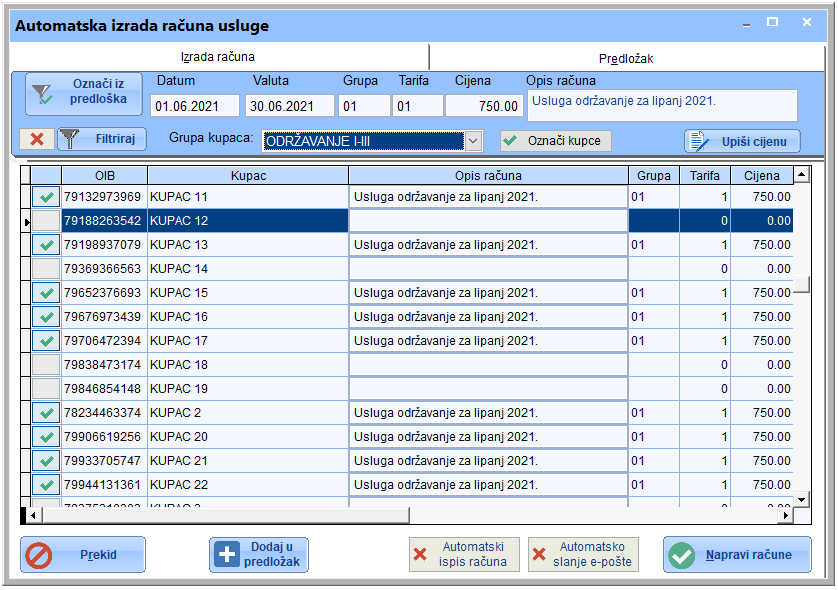 Automatska izrada računa usluge
Izrada računa
Predložak
Označi iz
predloška
Datum Valuta Grupa Tarifa Cijena Opis računa
01.06.2021 30.06.2021 01 01 750.00 Usluga održavanje za lipanj 2021.
Filtriraj Grupa kupaca: ODRŽAVANJE I-III Označi kupce Upiši cijenu
OIB Kupac Opis računa Grupa Tarifa Cijena
79132973969 KUPAC 11 Usluga održavanje za lipanj 2021. 01 1 750.00
79188263542 KUPAC 12 0 0.00
79198937079 KUPAC 13 Usluga održavanje za lipanj 2021. 01 1 750.00
79369366563 KUPAC 14 0 0.00
79652376693 KUPAC 15 Usluga održavanje za lipanj 2021. 01 1 750.00
79676973439 KUPAC 16 Usluga održavanje za lipanj 2021. 01 1 750.00
79706472394 KUPAC 17 Usluga održavanje za lipanj 2021. 01 1 750.00
79838473174 KUPAC 18 0 0.00
79846854148 KUPAC 19 0 0.00
78234463374 KUPAC 2 Usluga održavanje za lipanj 2021. 01 1 750.00
79906619256 KUPAC 20 Usluga održavanje za lipanj 2021. 01 1 750.00
79933705747 KUPAC 21 Usluga održavanje za lipanj 2021. 01 1 750.00
79944131361 KUPAC 22 Usluga održavanje za lipanj 2021. 01 1 750.00
Prekid
Dodaj u
predložak
Automatski
ispis računa
Automatsko
slanje e-pošte
Napravi račune